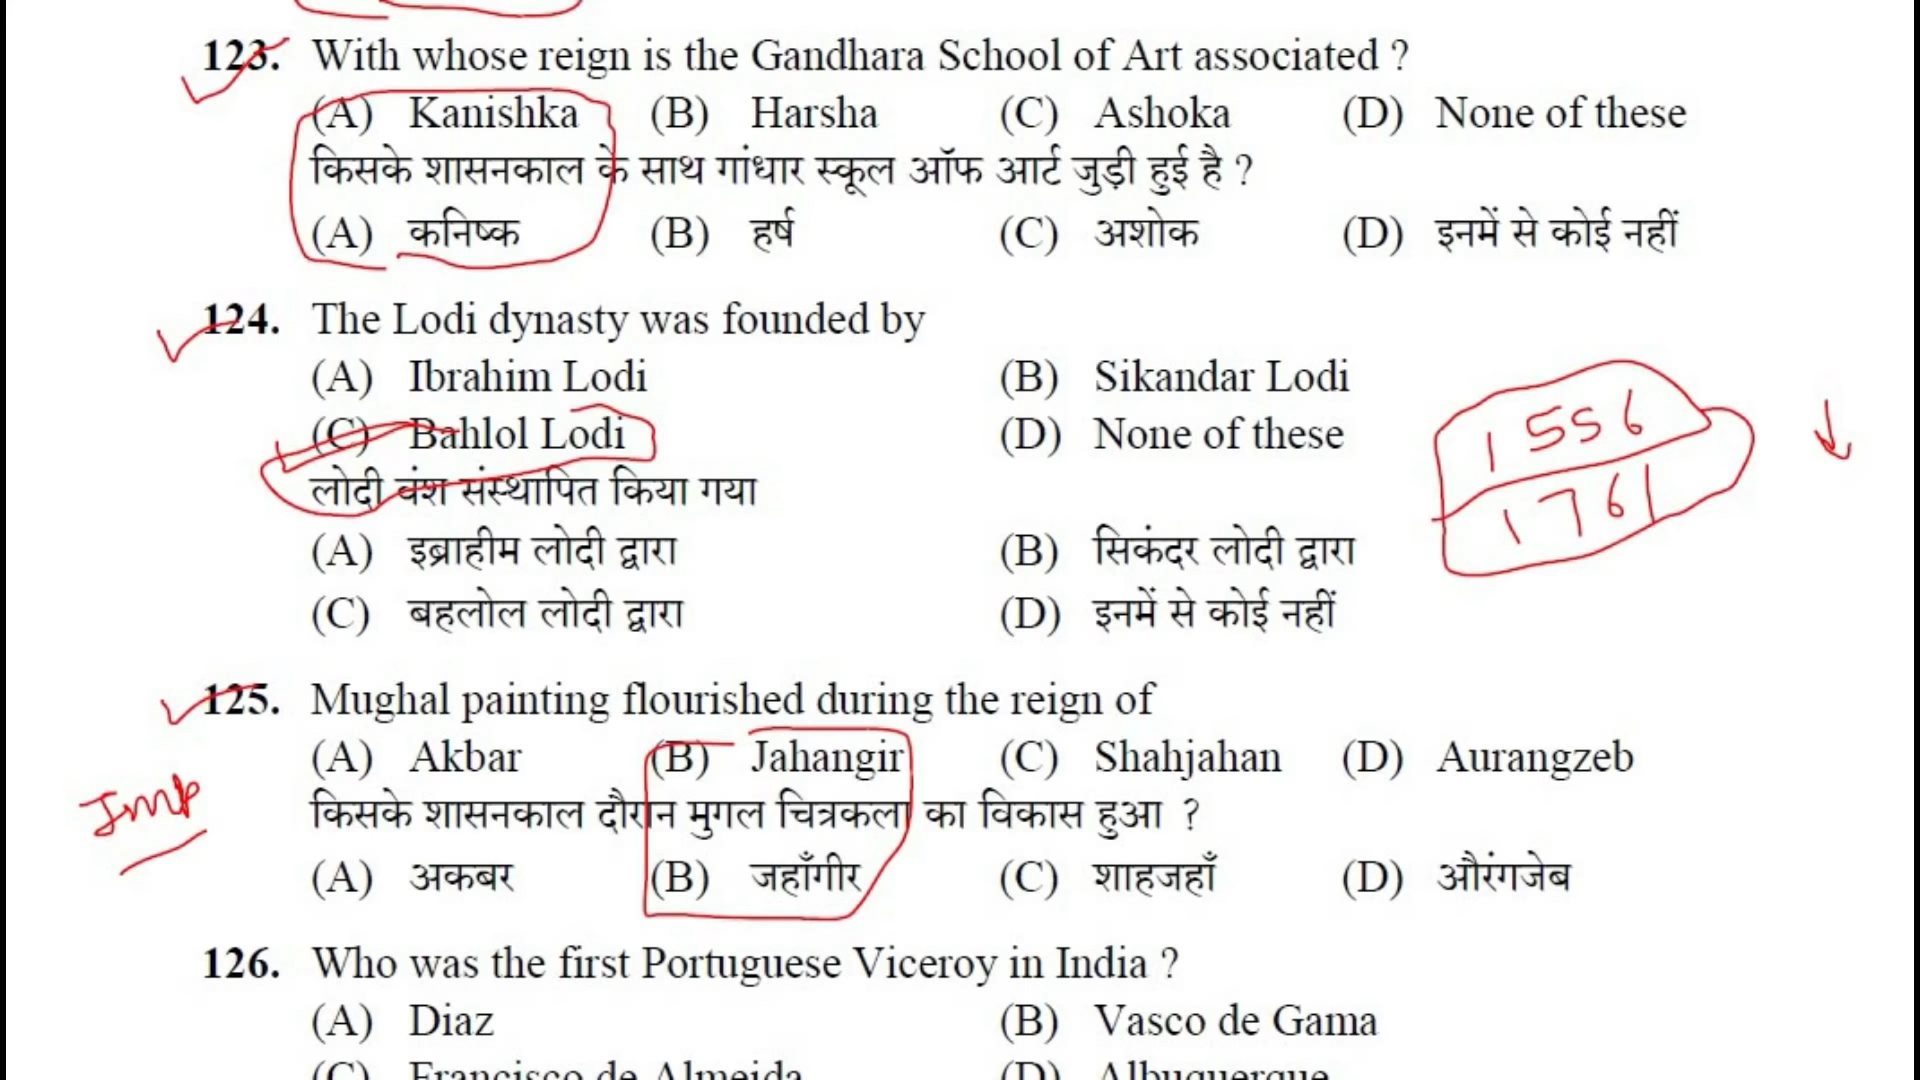 123. With whose reign is the Gandhara School of Art associated ?
(A) Kanishka (B) Harsha (C) Ashoka (D) None of these
किसके शासनकाल के साथ गांधार स्कूल ऑफ आर्ट जुड़ी हुई है ?
(A) कनिष्क (B) हर्ष (C) अशोक (D) इनमें से कोई नहीं
124. The Lodi dynasty was founded by
(A) Ibrahim Lodi (B) Sikandar Lodi
(C) Bahlol Lodi (D) None of these
1556
लोदी वंश संस्थापित किया गया
1761
(A) इब्राहीम लोदी द्वारा (B) सिकंदर लोदी द्वारा
(C) बहलोल लोदी द्वारा (D) इनमें से कोई नहीं
125. Mughal painting flourished during the reign of
(A) Akbar (B) Jahangir (C) Shahjahan (D) Aurangzeb
Imp
किसके शासनकाल दौरान मुगल चित्रकला का विकास हुआ ?
(A) अकबर (B) जहाँगीर (C) शाहजहाँ (D) औरंगजेब
126. Who was the first Portuguese Viceroy in India ?
(A) Diaz (B) Vasco de Gama
(C) Francisco de Almeida (D) Albuquerque